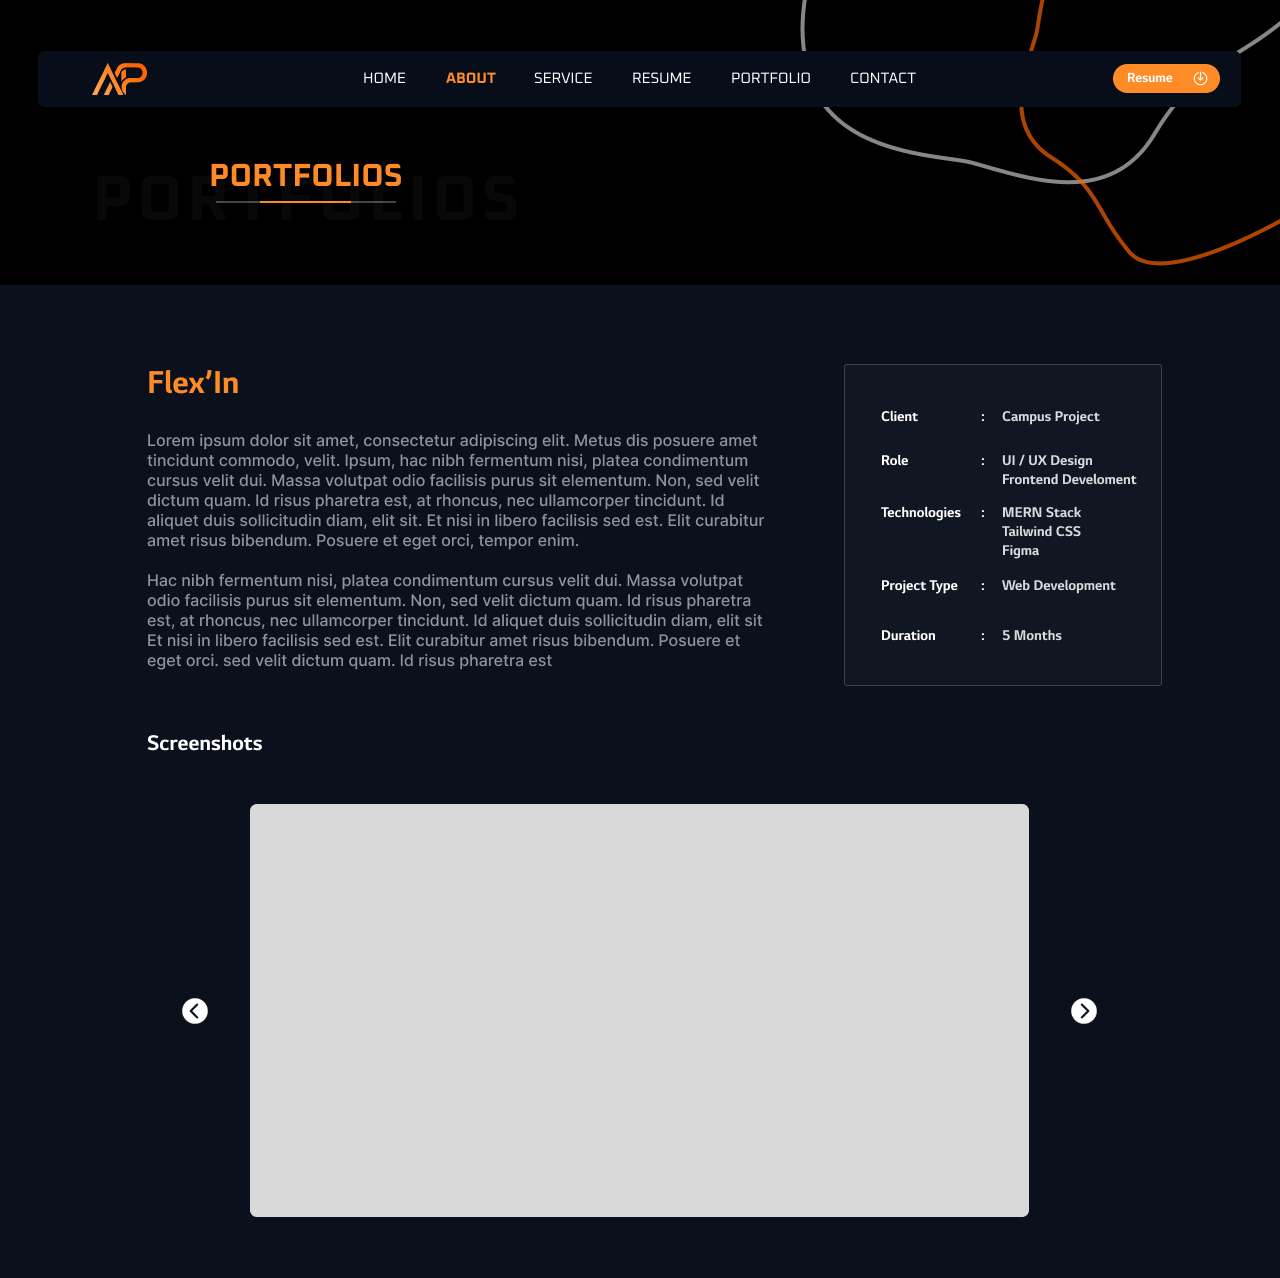 AP
HOME ABOUT SERVICE RESUME PORTFOLIO CONTACT Resume
PORTFOLIOS
PORTFOLIOS
Flex’In
Lorem ipsum dolor sit amet, consectetur adipiscing elit. Metus dis posuere amet
tincidunt commodo, velit. Ipsum, hac nibh fermentum nisi, platea condimentum
cursus velit dui. Massa volutpat odio facilisis purus sit elementum. Non, sed velit
dictum quam. Id risus pharetra est, at rhoncus, nec ullamcorper tincidunt. Id
aliquet duis sollicitudin diam, elit sit. Et nisi in libero facilisis sed est. Elit curabitur
amet risus bibendum. Posuere et eget orci, tempor enim.
Hac nibh fermentum nisi, platea condimentum cursus velit dui. Massa volutpat
odio facilisis purus sit elementum. Non, sed velit dictum quam. Id risus pharetra
est, at rhoncus, nec ullamcorper tincidunt. Id aliquet duis sollicitudin diam, elit sit
Et nisi in libero facilisis sed est. Elit curabitur amet risus bibendum. Posuere et
eget orci. sed velit dictum quam. Id risus pharetra est
Client : Campus Project
Role : UI / UX Design
Frontend Develoment
Technologies : MERN Stack
Tailwind CSS
Figma
Project Type : Web Development
Duration : 5 Months
Screenshots